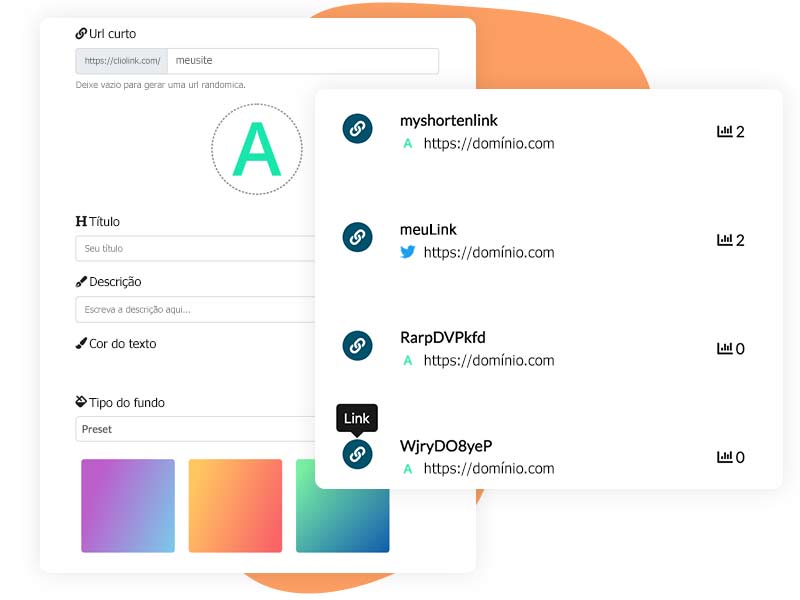 Url curto
https://cliolink.com/ meusite
Deixe vazio para gerar uma url randomica.
A
Título
Seu título
Descrição
Escreva a descrição aqui...
Cor do texto
Tipo do fundo
Preset
myshortenlink
A https://domínio.com
2
meuLink
https://domínio.com
2
RarpDVPkfd
A https://domínio.com
0
Link
WjryDO8yeP
A https://domínio.com
0